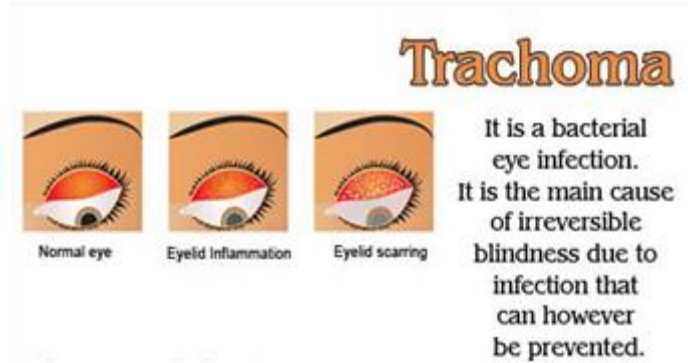 Trachoma
It is a bacterial
eye infection.
It is the main cause
of irreversible
blindness due to
infection that
can however
be prevented.
Normal eye
Eyelid Inflammation
Eyelid scarring